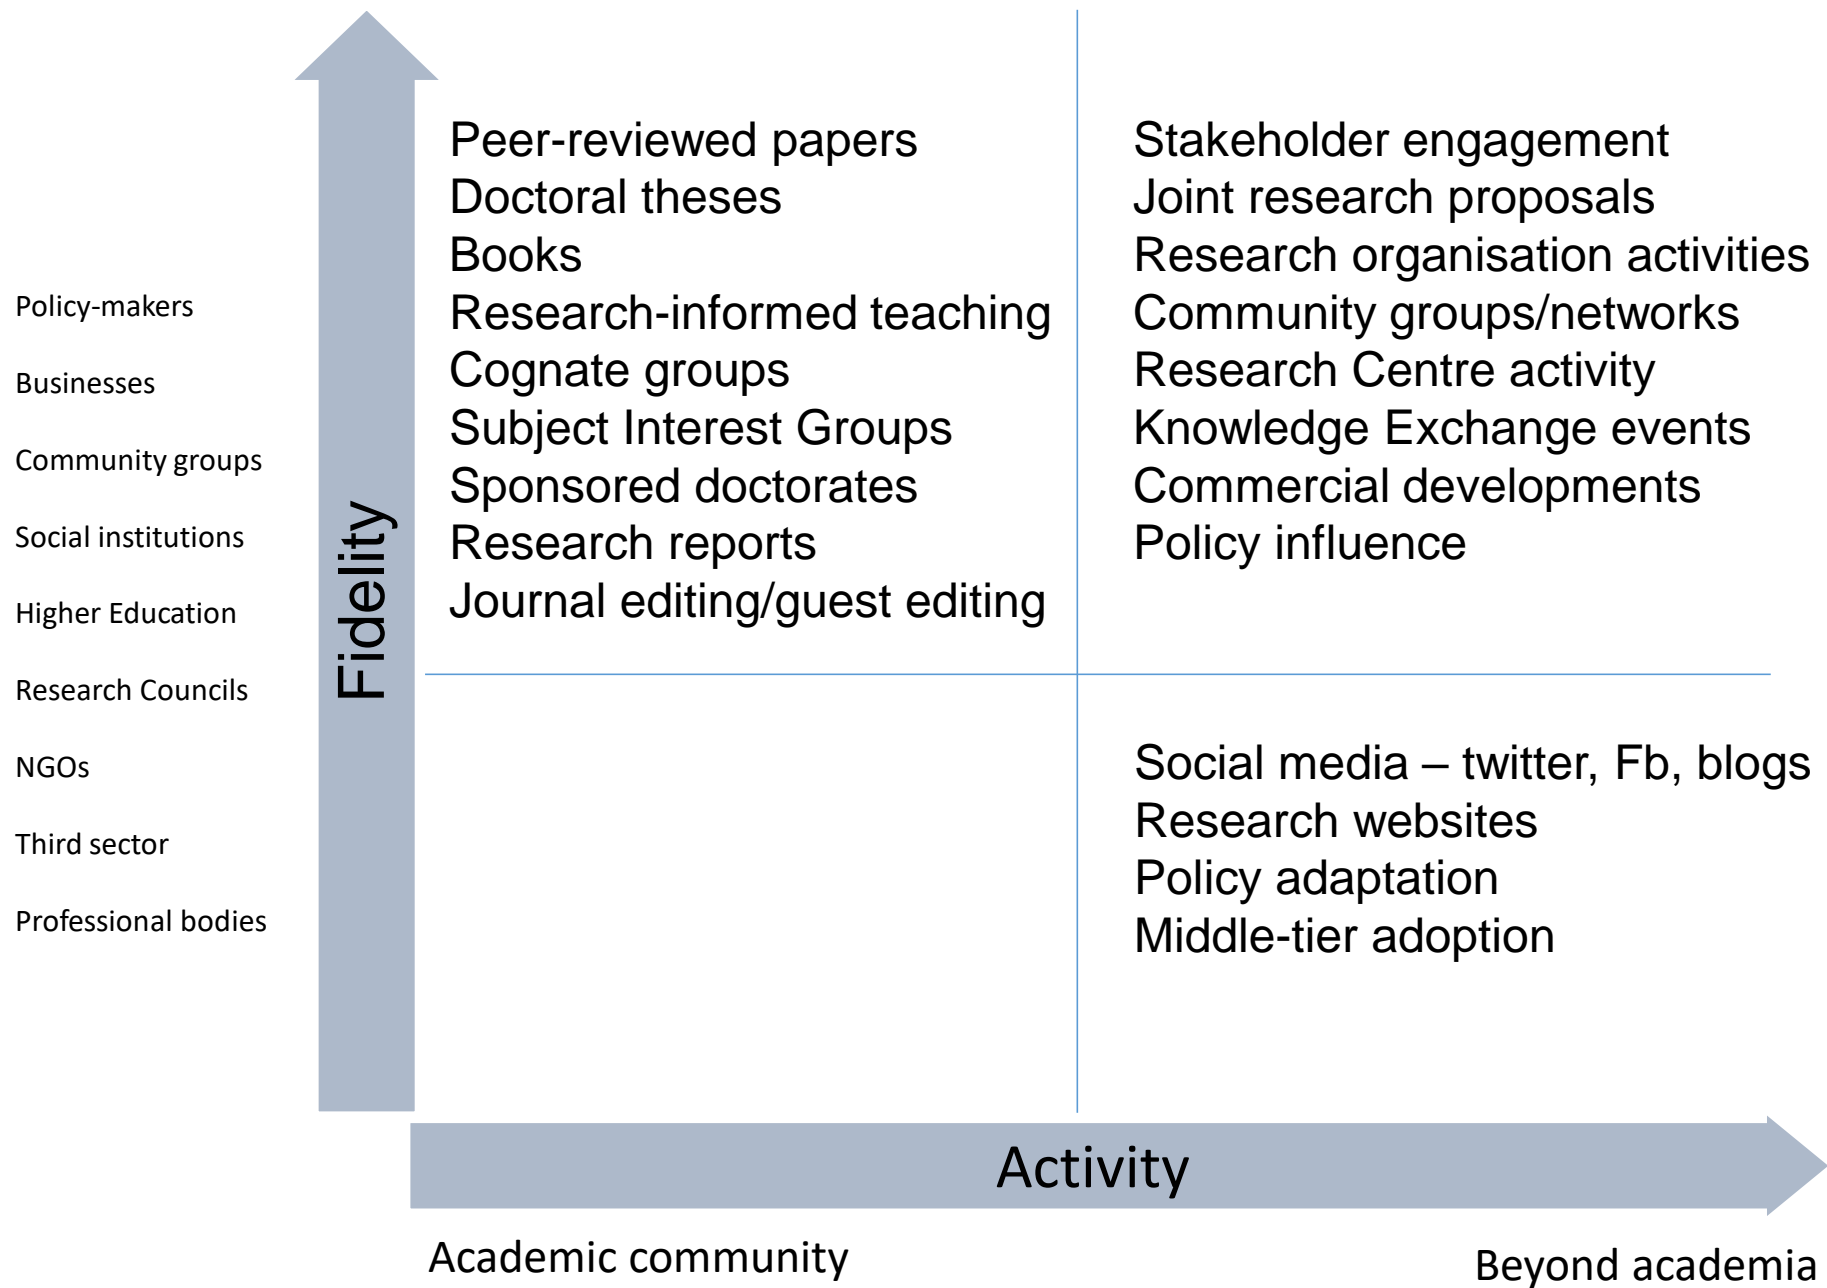 Policy-makers
Businesses
Community groups
Social institutions
Higher Education
Research Councils
NGOs
Third sector
Professional bodies
Fidelity
Peer-reviewed papers
Doctoral theses
Books
Research-informed teaching
Cognate groups
Subject Interest Groups
Sponsored doctorates
Research reports
Journal editing/guest editing
Stakeholder engagement
Joint research proposals
Research organisation activities
Community groups/networks
Research Centre activity
Knowledge Exchange events
Commercial developments
Policy influence
Social media – twitter, Fb, blogs
Research websites
Policy adaptation
Middle-tier adoption
Activity
Academic community
Beyond academia